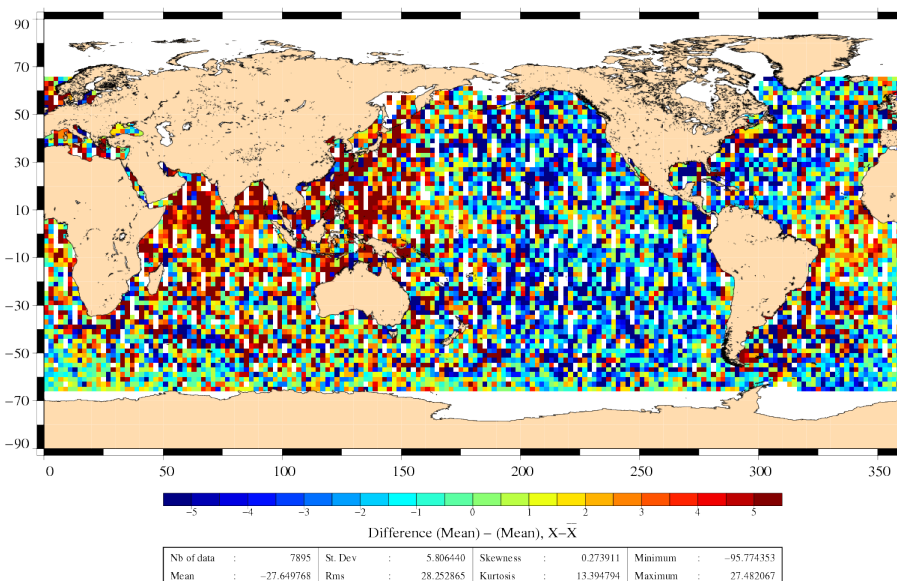 90
70
50
30
10
−10
−30
−50
−70
−90
0 50 100 150 200 250 300 350
−5 −4 −3 −2 −1 0 1 2 3 4 5
Difference (Mean) − (Mean), X−X̅
Nb of data : 7895 St. Dev : 5.806440 Skewness : 0.273911 Minimum : −95.774353
Mean : −27.649768 Rms : 28.252865 Kurtosis : 13.394794 Maximum : 27.482067